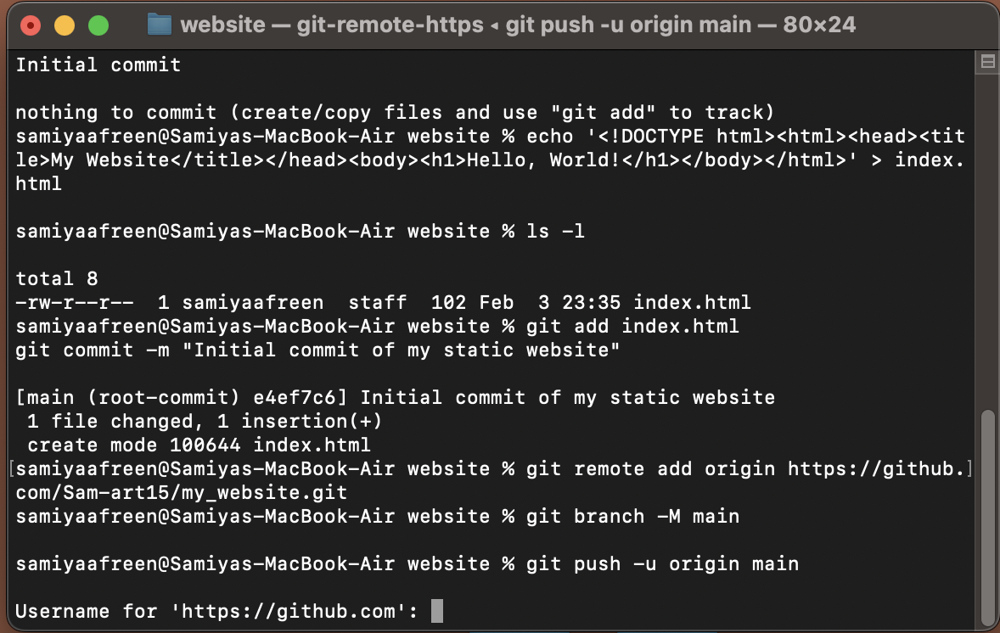 website — git-remote-https ◂ git push -u origin main — 80×24
Initial commit
nothing to commit (create/copy files and use "git add" to track)
samiyaafreen@Samiyas-MacBook-Air website % echo '<!DOCTYPE html><html><head><tit
le>My Website</title></head><body><h1>Hello, World!</h1></body></html>' > index.
html
samiyaafreen@Samiyas-MacBook-Air website % ls -l
total 8
-rw-r--r--  1 samiyaafreen  staff  102 Feb  3 23:35 index.html
samiyaafreen@Samiyas-MacBook-Air website % git add index.html
git commit -m "Initial commit of my static website"
[main (root-commit) e4ef7c6] Initial commit of my static website
 1 file changed, 1 insertion(+)
 create mode 100644 index.html
[samiyaafreen@Samiyas-MacBook-Air website % git remote add origin https://github.]
com/Sam-art15/my_website.git
samiyaafreen@Samiyas-MacBook-Air website % git branch -M main
samiyaafreen@Samiyas-MacBook-Air website % git push -u origin main
Username for 'https://github.com':